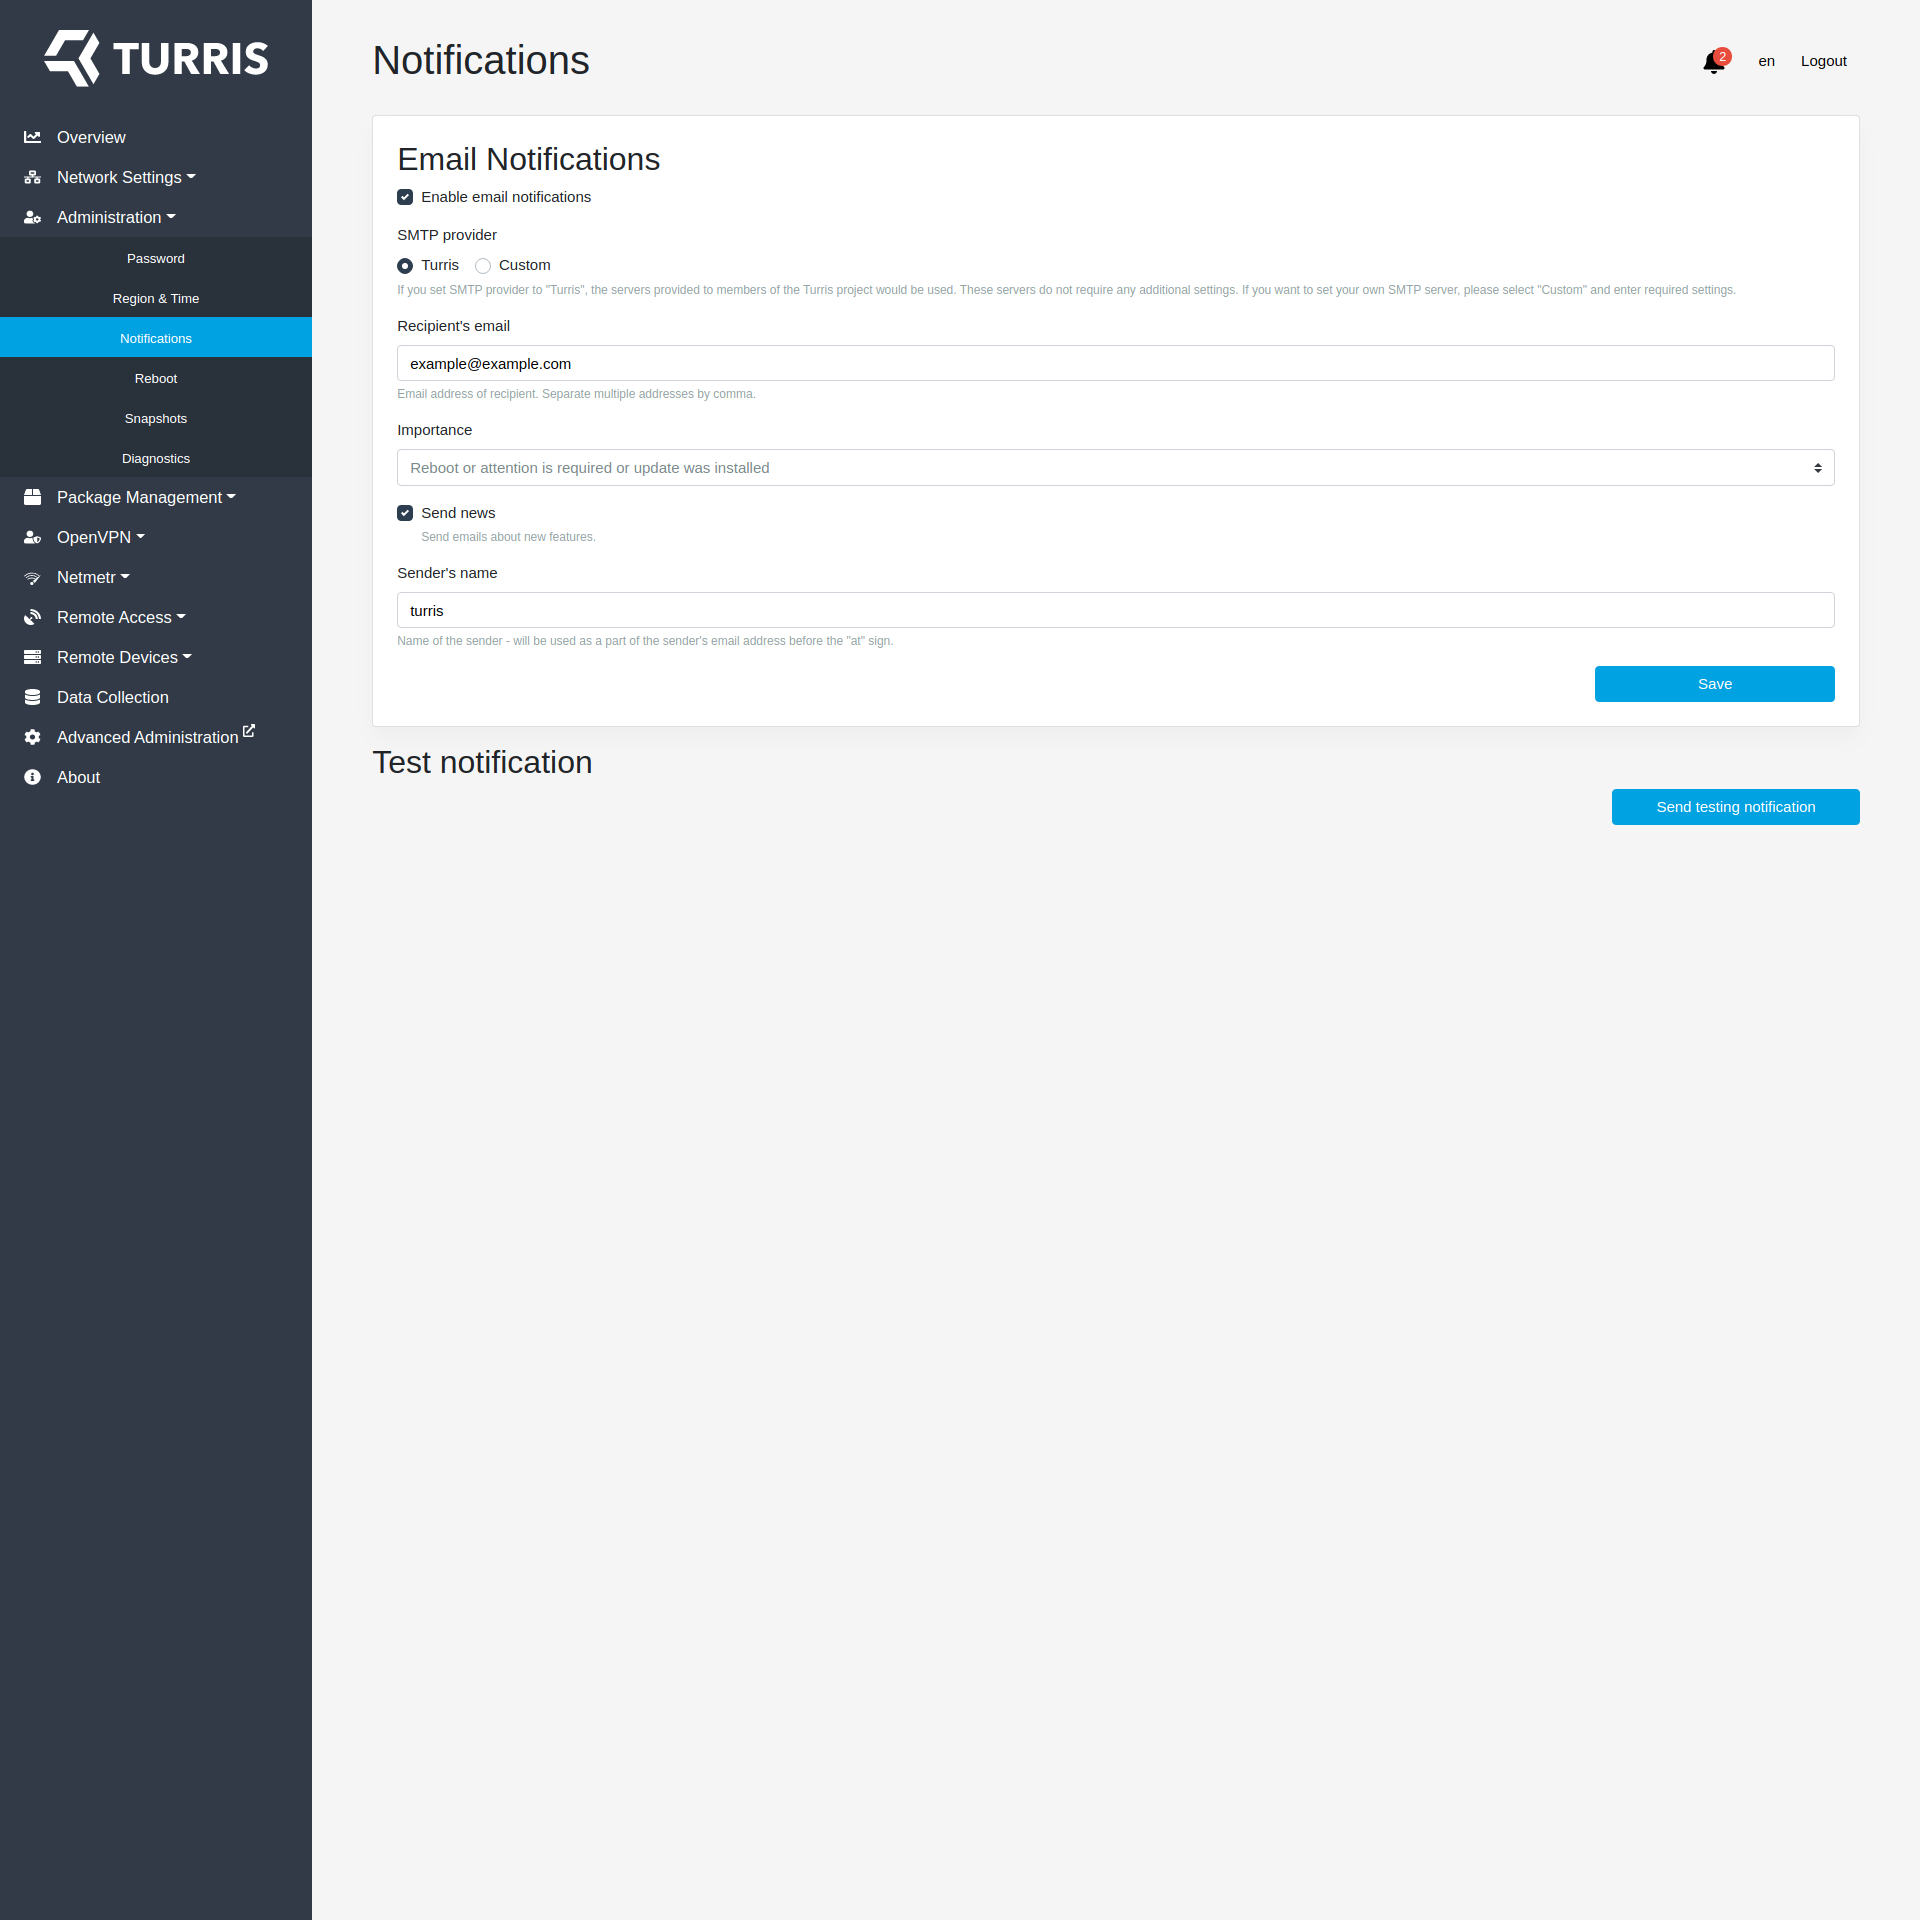 TURRIS
Overview
Network Settings
Administration
Password
Region & Time
Notifications
Reboot
Snapshots
Diagnostics
Package Management
OpenVPN
Netmetr
Remote Access
Remote Devices
Data Collection
Advanced Administration
About
Notifications
2
en
Logout
Email Notifications
Enable email notifications
SMTP provider
Turris Custom
If you set SMTP provider to "Turris", the servers provided to members of the Turris project would be used. These servers do not require any additional settings. If you want to set your own SMTP server, please select "Custom" and enter required settings.
Recipient's email
example@example.com
Email address of recipient. Separate multiple addresses by comma.
Importance
Reboot or attention is required or update was installed
Send news
Send emails about new features.
Sender's name
turris
Name of the sender - will be used as a part of the sender's email address before the "at" sign.
Save
Test notification
Send testing notification